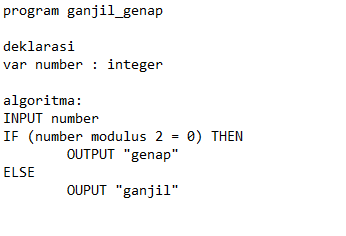 program ganjil_genap
deklarasi
var number : integer
algoritma:
INPUT number
IF (number modulus 2 = 0) THEN
OUTPUT "genap"
ELSE
OUPUT "ganjil"